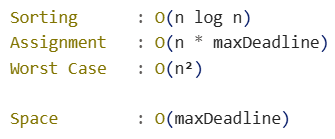 Sorting : O(n log n)
Assignment : O(n * maxDeadline)
Worst Case : O(n²)
Space : O(maxDeadline)